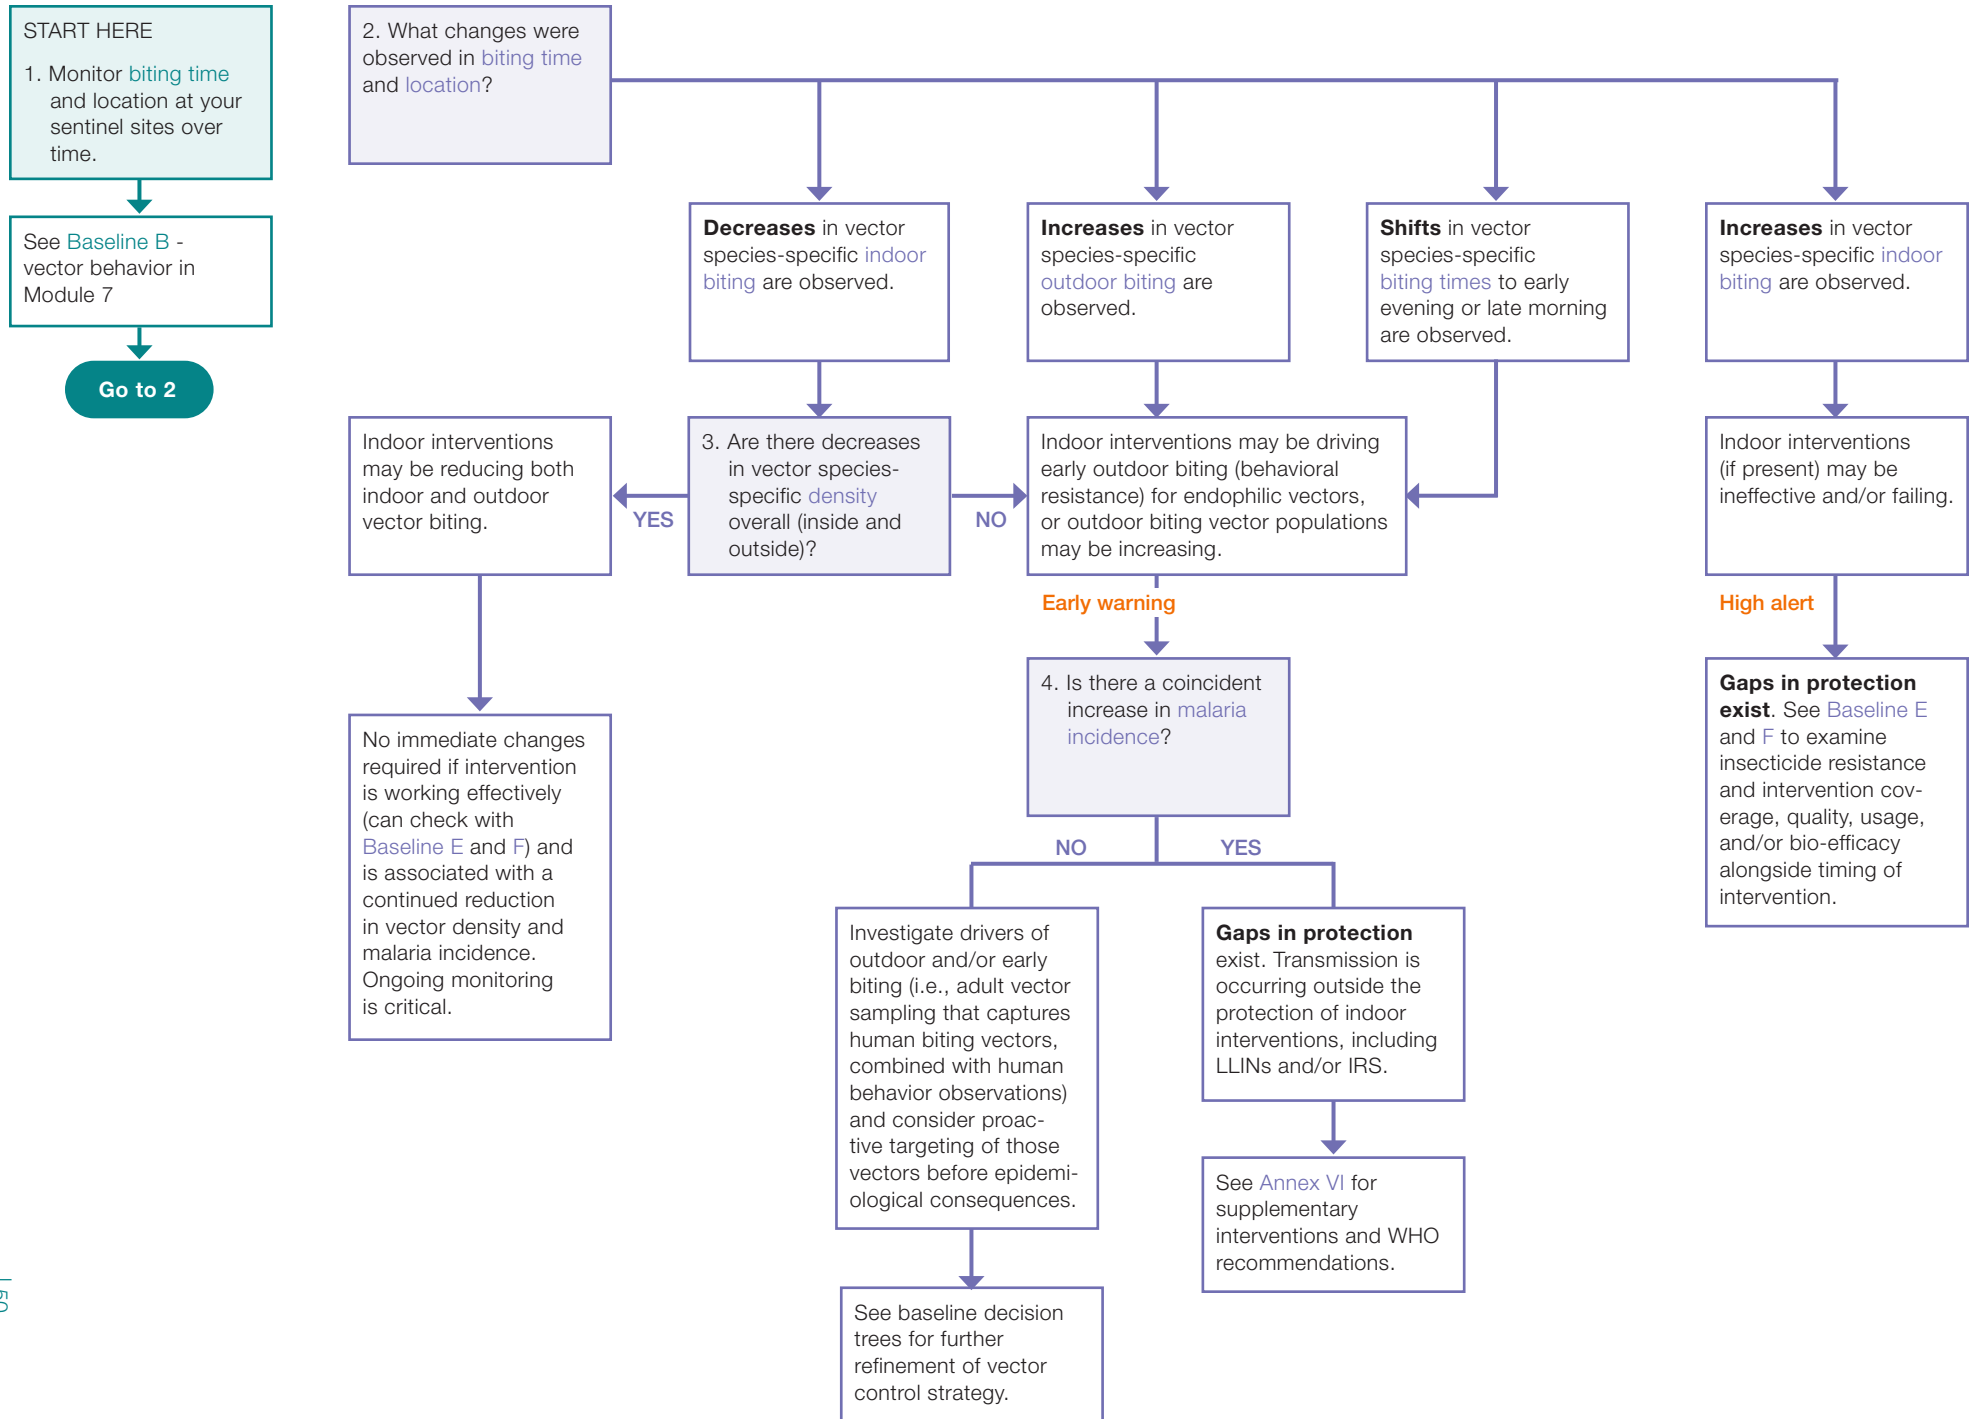 START HERE
1. Monitor biting time
and location at your
sentinel sites over
time.
See Baseline B -
vector behavior in
Module 7
Go to 2
2. What changes were
observed in biting time
and location?
Decreases in vector
species-specific indoor
biting are observed.
Increases in vector
species-specific
outdoor biting are
observed.
Shifts in vector
species-specific
biting times to early
evening or late morning
are observed.
Increases in vector
species-specific indoor
biting are observed.
Indoor interventions
may be reducing both
indoor and outdoor
vector biting.
YES
3. Are there decreases
in vector species-
specific density
overall (inside and
outside)?
NO
Indoor interventions may be driving
early outdoor biting (behavioral
resistance) for endophilic vectors,
or outdoor biting vector populations
may be increasing.
Indoor interventions
(if present) may be
ineffective and/or failing.
Early warning
High alert
No immediate changes
required if intervention
is working effectively
(can check with
Baseline E and F) and
is associated with a
continued reduction
in vector density and
malaria incidence.
Ongoing monitoring
is critical.
4. Is there a coincident
increase in malaria
incidence?
Gaps in protection
exist. See Baseline E
and F to examine
insecticide resistance
and intervention cov-
erage, quality, usage,
and/or bio-efficacy
alongside timing of
intervention.
NO
YES
Investigate drivers of
outdoor and/or early
biting (i.e., adult vector
sampling that captures
human biting vectors,
combined with human
behavior observations)
and consider proac-
tive targeting of those
vectors before epidemi-
ological consequences.
Gaps in protection
exist. Transmission is
occurring outside the
protection of indoor
interventions, including
LLINs and/or IRS.
See Annex VI for
supplementary
interventions and WHO
recommendations.
See baseline decision
trees for further
refinement of vector
control strategy.
| 50